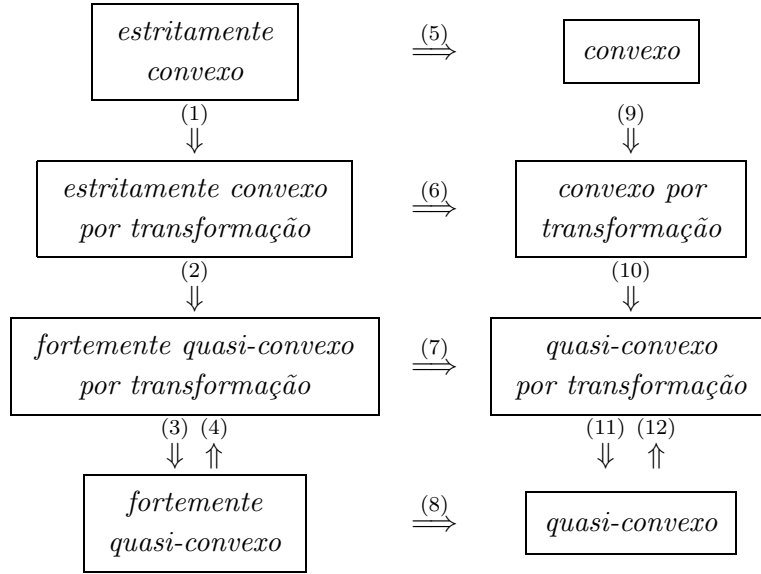 estritamente
convexo
(5)
⟹
convexo
(1)
⇓
(9)
⇓
estritamente convexo
por transformação
(6)
⟹
convexo por
transformação
(2)
⇓
(10)
⇓
fortemente quasi-convexo
por transformação
(7)
⟹
quasi-convexo
por transformação
(3) (4)
⇓ ⇑
(11) (12)
⇓ ⇑
fortemente
quasi-convexo
(8)
⟹
quasi-convexo